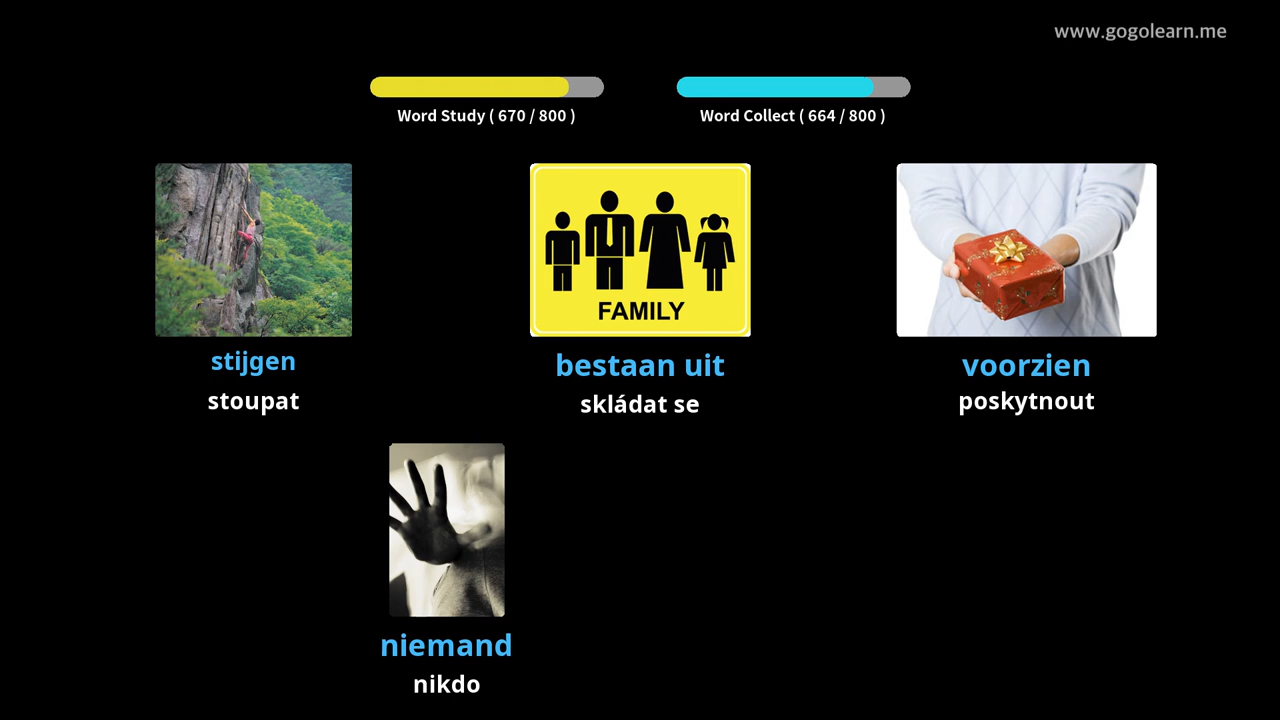 www.gogolearn.me
Word Study ( 670 / 800 )
Word Collect ( 664 / 800 )
FAMILY
stijgen
stoupat
bestaan uit
skládat se
voorzien
poskytnout
niemand
nikdo